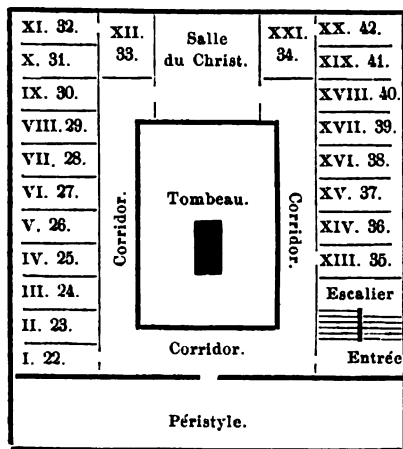 XI. 32.
X. 31.
IX. 30.
VIII. 29.
VII. 28.
VI. 27.
V. 26.
IV. 25.
III. 24.
II. 23.
I. 22.
XII.
33.
Salle
du Christ.
XXI.
34.
XX. 42.
XIX. 41.
XVIII. 40.
XVII. 39.
XVI. 38.
XV. 37.
XIV. 36.
XIII. 35.
Escalier
Entrée
Corridor.
Tombeau.
Corridor.
Corridor.
Péristyle.